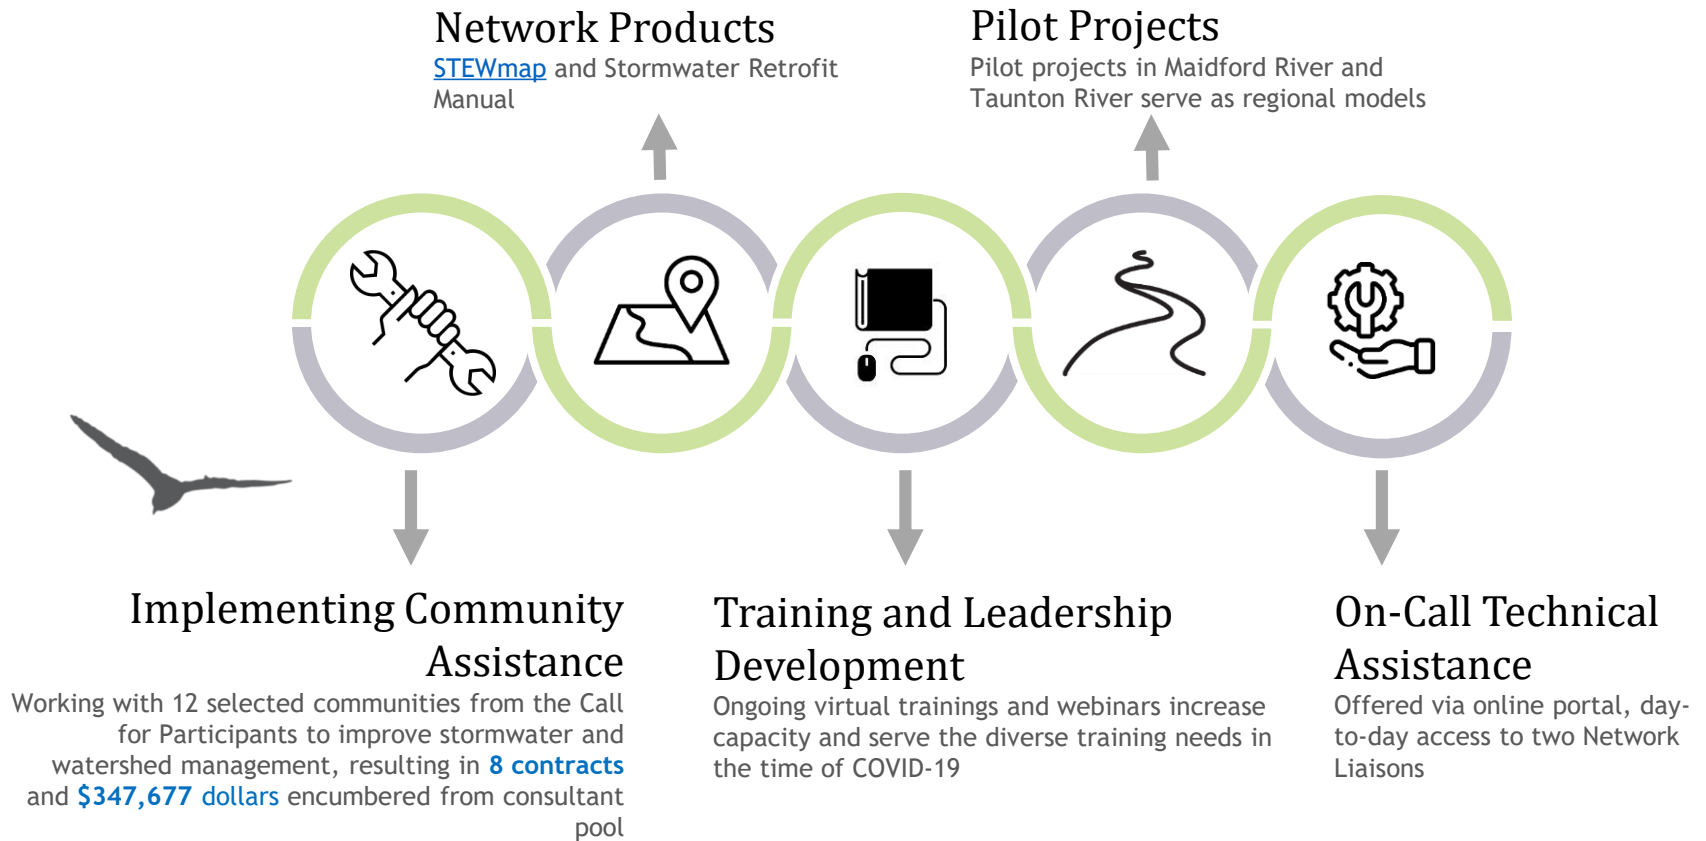 Network Products
STEWmap and Stormwater Retrofit
Manual
Pilot Projects
Pilot projects in Maidford River and
Taunton River serve as regional models
Implementing Community
Assistance
Working with 12 selected communities from the Call
for Participants to improve stormwater and
watershed management, resulting in 8 contracts
and $347,677 dollars encumbered from consultant
pool
Training and Leadership
Development
Ongoing virtual trainings and webinars increase
capacity and serve the diverse training needs in
the time of COVID-19
On-Call Technical
Assistance
Offered via online portal, day-
to-day access to two Network
Liaisons